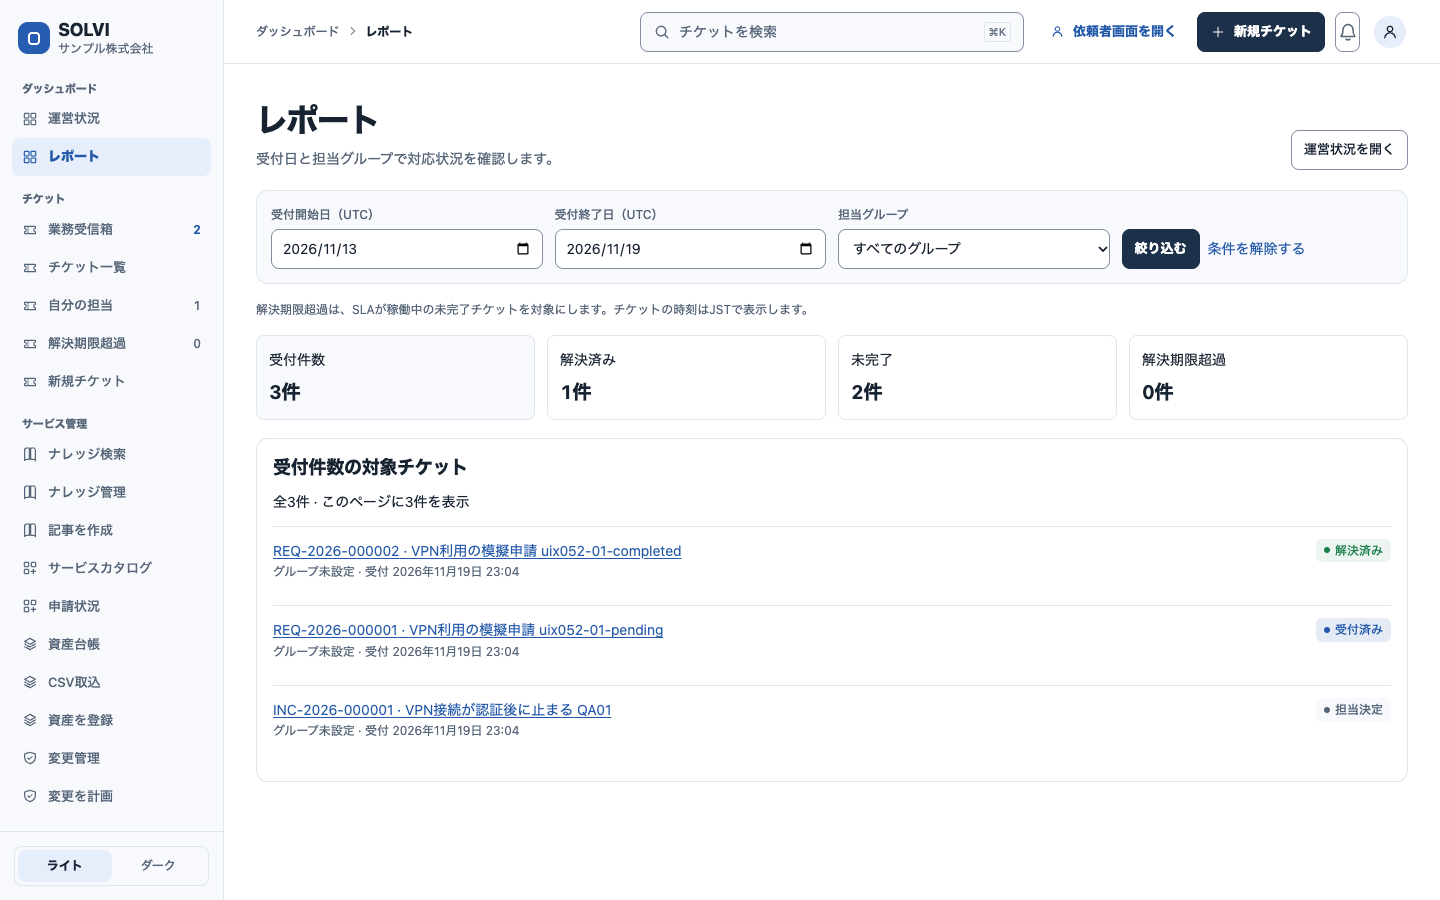 SOLVI
サンプル株式会社
ダッシュボード
運営状況
レポート
チケット
業務受信箱 2
チケット一覧
自分の担当 1
解決期限超過 0
新規チケット
サービス管理
ナレッジ検索
ナレッジ管理
記事を作成
サービスカタログ
申請状況
資産台帳
CSV取込
資産を登録
変更管理
変更を計画
ライト ダーク
ダッシュボード > レポート
チケットを検索 ⌘K
依頼者画面を開く
+ 新規チケット
レポート
受付日と担当グループで対応状況を確認します。
運営状況を開く
受付開始日（UTC） 受付終了日（UTC） 担当グループ
2026/11/13 2026/11/19 すべてのグループ 絞り込む 条件を解除する
解決期限超過は、SLAが稼働中の未完了チケットを対象にします。チケットの時刻はJSTで表示します。
受付件数 解決済み 未完了 解決期限超過
3件 1件 2件 0件
受付件数の対象チケット
全3件 · このページに3件を表示
REQ-2026-000002 · VPN利用の模擬申請 uix052-01-completed 解決済み
グループ未設定 · 受付 2026年11月19日 23:04
REQ-2026-000001 · VPN利用の模擬申請 uix052-01-pending 受付済み
グループ未設定 · 受付 2026年11月19日 23:04
INC-2026-000001 · VPN接続が認証後に止まる QA01 担当決定
グループ未設定 · 受付 2026年11月19日 23:04